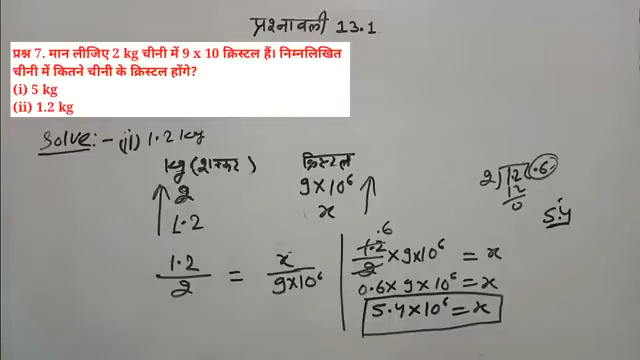 प्रश्नावली 13.1
प्रश्न 7. मान लीजिए 2 kg चीनी में 9 x 10 क्रिस्टल हैं। निम्नलिखित
चीनी में कितने चीनी के क्रिस्टल होंगे?
(i) 5 kg
(ii) 1.2 kg
Solve:- (ii) 1.2 kg
kg (शक्कर) क्रिस्टल
2 9×10⁶
1.2 x
1.2/2 = x/9×10⁶
.6
1.2/2 × 9×10⁶ = x
0.6 × 9×10⁶ = x
5.4×10⁶ = x
2 1.2 .6
12
0
5.4